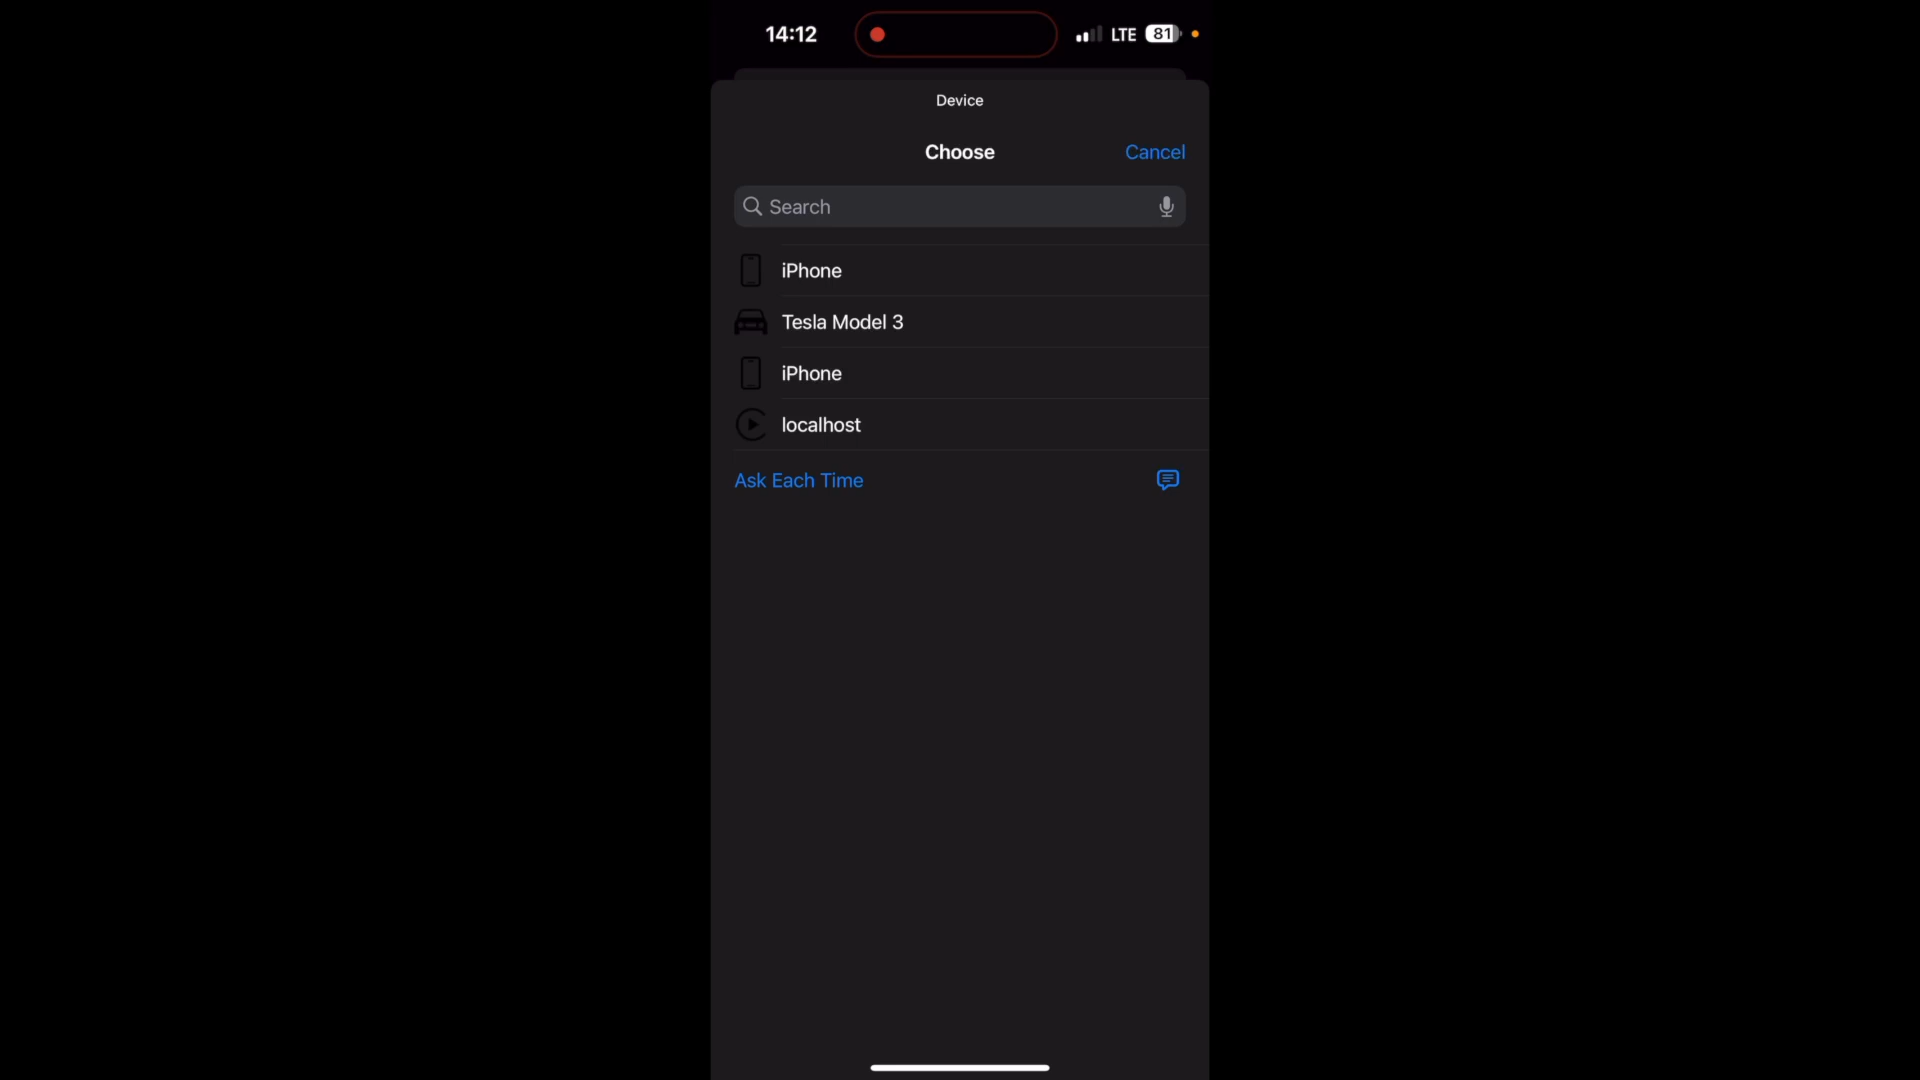 14:12
LTE 81
Device
Choose
Cancel
Search
iPhone
Tesla Model 3
iPhone
localhost
Ask Each Time